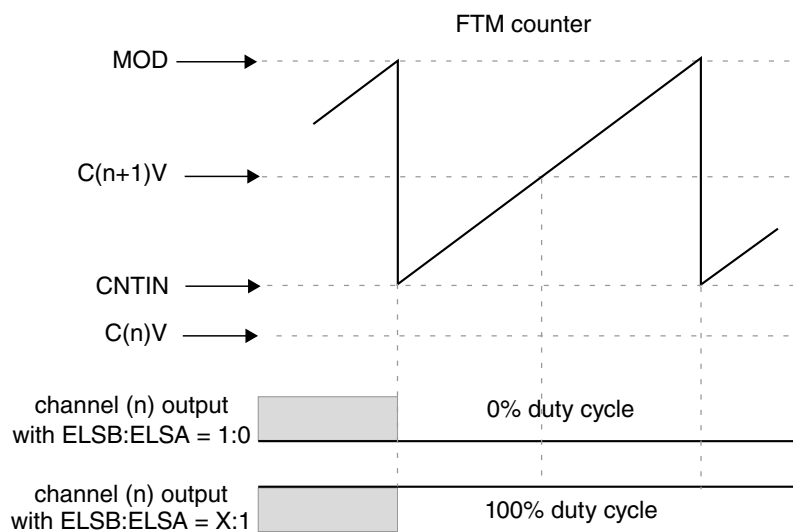 FTM counter
MOD
C(n+1)V
CNTIN
C(n)V
channel (n) output
with ELSB:ELSA = 1:0
0% duty cycle
channel (n) output
with ELSB:ELSA = X:1
100% duty cycle